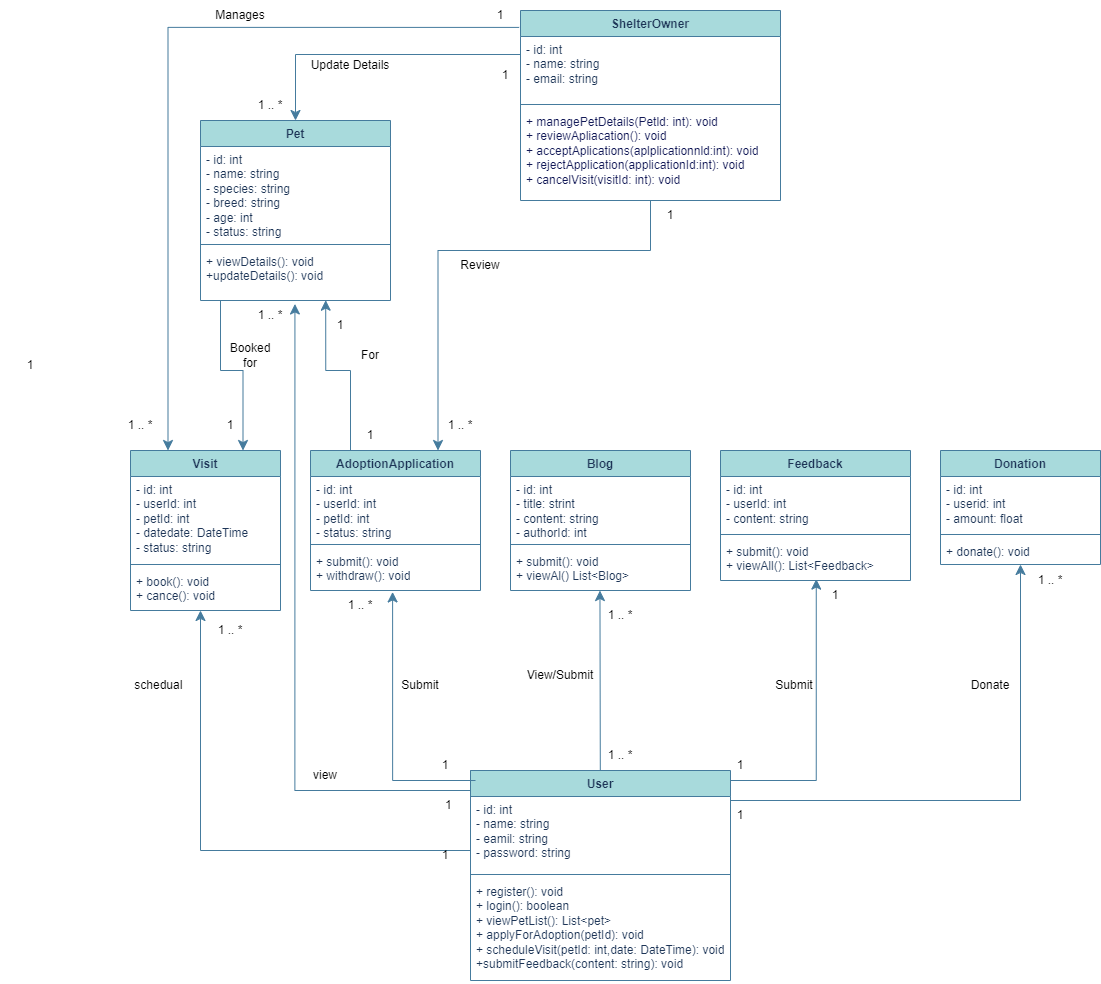 Manages
1
ShelterOwner
- id: int
- name: string
- email: string
+ managePetDetails(PetId: int): void
+ reviewApliacation(): void
+ acceptAplications(aplplicationnId:int): void
+ rejectApplication(applicationId:int): void
+ cancelVisit(visitId: int): void
Update Details
1
1 .. *
Pet
- id: int
- name: string
- species: string
- breed: string
- age: int
- status: string
+ viewDetails(): void
+updateDetails(): void
1
Review
1 .. *
1
Booked
for
For
1
1 .. *
1
1
1 .. *
Visit
- id: int
- userId: int
- petId: int
- datedate: DateTime
- status: string
+ book(): void
+ cance(): void
AdoptionApplication
- id: int
- userId: int
- petId: int
- status: string
+ submit(): void
+ withdraw(): void
Blog
- id: int
- title: strint
- content: string
- authorId: int
+ submit(): void
+ viewAl() List<Blog>
Feedback
- id: int
- userId: int
- content: string
+ submit(): void
+ viewAll(): List<Feedback>
Donation
- id: int
- userid: int
- amount: float
+ donate(): void
1 .. *
1 .. *
1 .. *
1
1 .. *
schedual
Submit
View/Submit
Submit
Donate
view
1
1 .. *
1
1
1
1
User
- id: int
- name: string
- eamil: string
- password: string
+ register(): void
+ login(): boolean
+ viewPetList(): List<pet>
+ applyForAdoption(petId): void
+ scheduleVisit(petId: int,date: DateTime): void
+submitFeedback(content: string): void